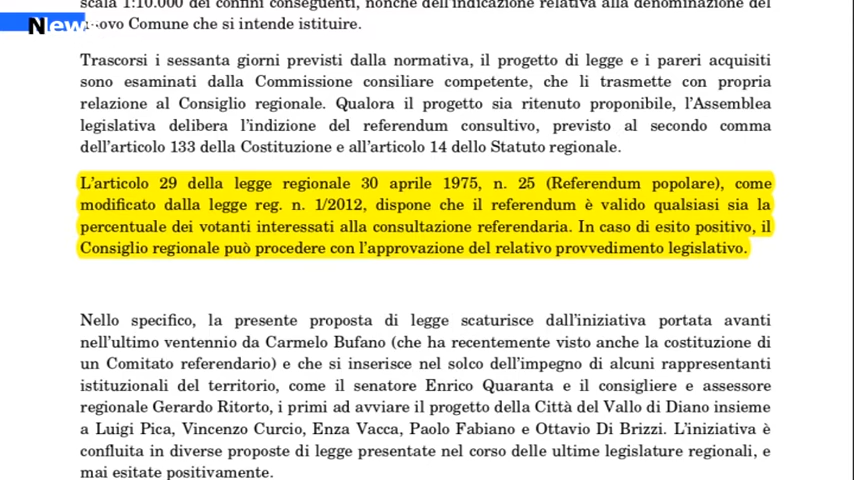 scala 1:10.000 dei confini conseguenti, nonché dell'indicazione relativa alla denominazione del
New
nuovo Comune che si intende istituire.
Trascorsi i sessanta giorni previsti dalla normativa, il progetto di legge e i pareri acquisiti
sono esaminati dalla Commissione consiliare competente, che li trasmette con propria
relazione al Consiglio regionale. Qualora il progetto sia ritenuto proponibile, l'Assemblea
legislativa delibera l'indizione del referendum consultivo, previsto al secondo comma
dell'articolo 133 della Costituzione e all'articolo 14 dello Statuto regionale.
L'articolo 29 della legge regionale 30 aprile 1975, n. 25 (Referendum popolare), come
modificato dalla legge reg. n. 1/2012, dispone che il referendum è valido qualsiasi sia la
percentuale dei votanti interessati alla consultazione referendaria. In caso di esito positivo, il
Consiglio regionale può procedere con l'approvazione del relativo provvedimento legislativo.
Nello specifico, la presente proposta di legge scaturisce dall'iniziativa portata avanti
nell'ultimo ventennio da Carmelo Bufano (che ha recentemente visto anche la costituzione di
un Comitato referendario) e che si inserisce nel solco dell'impegno di alcuni rappresentanti
istituzionali del territorio, come il senatore Enrico Quaranta e il consigliere e assessore
regionale Gerardo Ritorto, i primi ad avviare il progetto della Città del Vallo di Diano insieme
a Luigi Pica, Vincenzo Curcio, Enza Vacca, Paolo Fabiano e Ottavio Di Brizzi. L'iniziativa è
confluita in diverse proposte di legge presentate nel corso delle ultime legislature regionali, e
mai esitate positivamente.